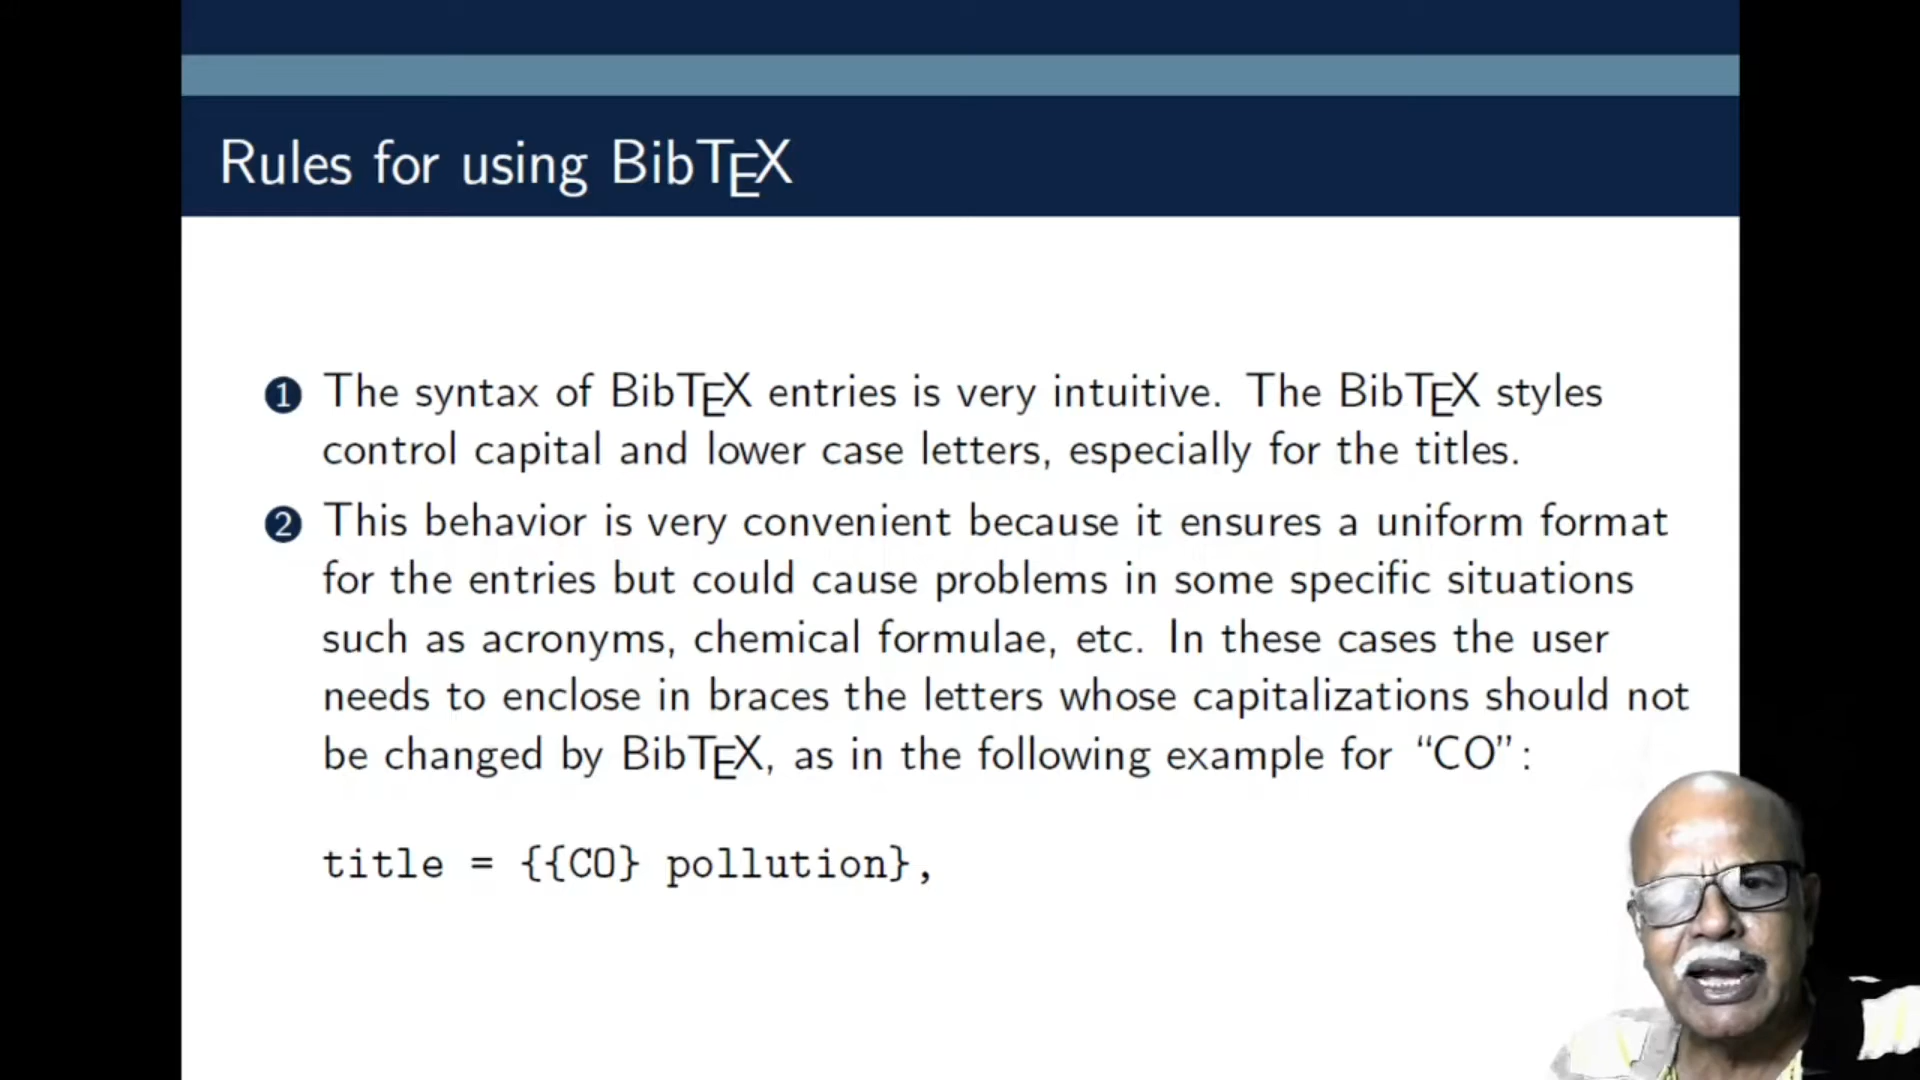 Rules for using BibTEX
1 The syntax of BibTEX entries is very intuitive. The BibTEX styles
control capital and lower case letters, especially for the titles.
2 This behavior is very convenient because it ensures a uniform format
for the entries but could cause problems in some specific situations
such as acronyms, chemical formulae, etc. In these cases the user
needs to enclose in braces the letters whose capitalizations should not
be changed by BibTEX, as in the following example for “CO”:
title = {{CO} pollution},